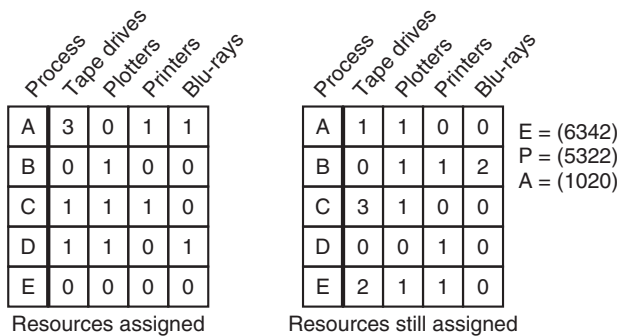 Process Tape drives Plotters Printers Blu-rays
A 3 0 1 1
B 0 1 0 0
C 1 1 1 0
D 1 1 0 1
E 0 0 0 0
Resources assigned
Process Tape drives Plotters Printers Blu-rays
A 1 1 0 0
B 0 1 1 2
C 3 1 0 0
D 0 0 1 0
E 2 1 1 0
Resources still assigned
E = (6342)
P = (5322)
A = (1020)